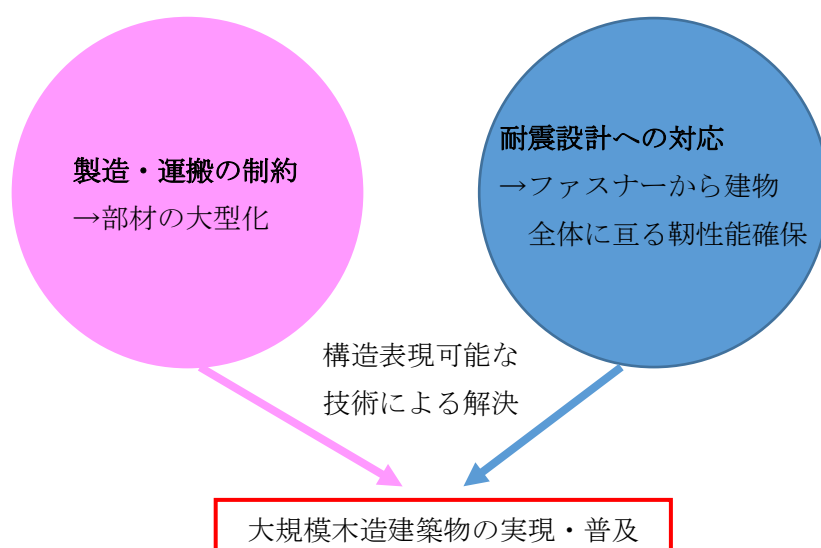 製造・運搬の制約
→部材の大型化
耐震設計への対応
→ファスナーから建物
全体に亘る靭性能確保
構造表現可能な
技術による解決
大規模木造建築物の実現・普及